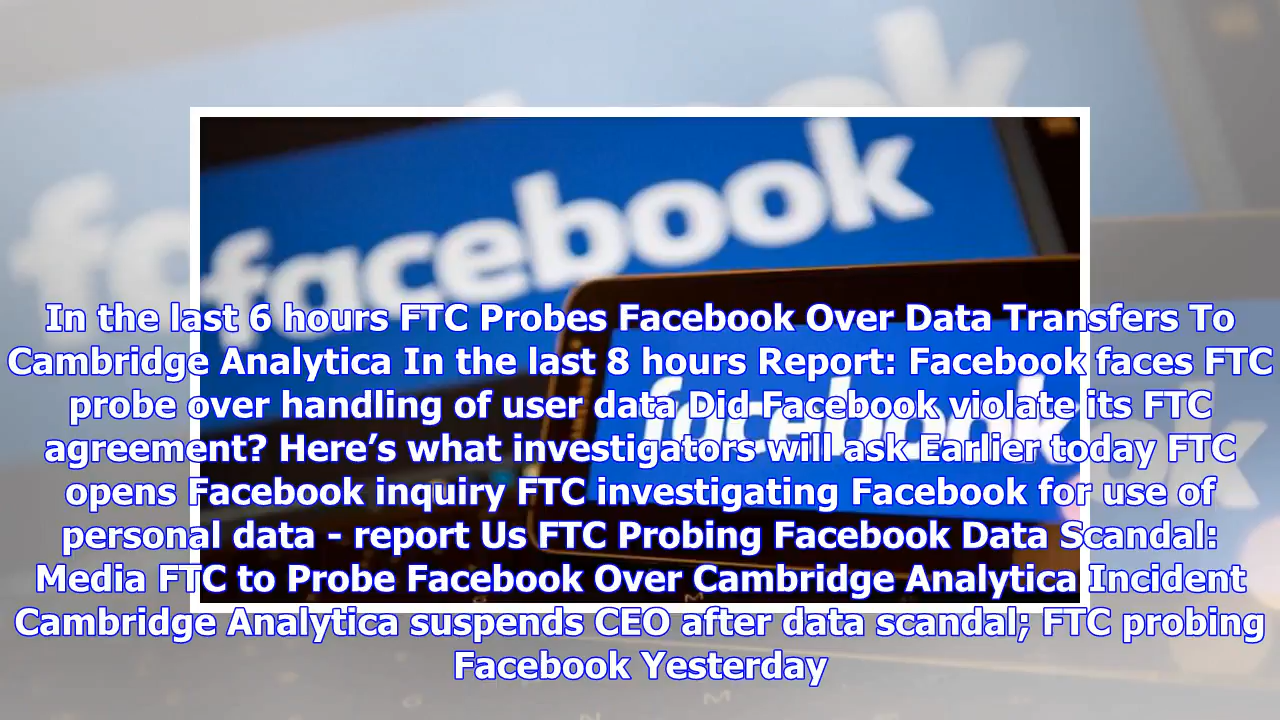 facebook
facebook
facebook
In the last 6 hours FTC Probes Facebook Over Data Transfers To
Cambridge Analytica In the last 8 hours Report: Facebook faces FTC
probe over handling of user data Did Facebook violate its FTC
agreement? Here’s what investigators will ask Earlier today FTC
opens Facebook inquiry FTC investigating Facebook for use of
personal data - report Us FTC Probing Facebook Data Scandal:
Media FTC to Probe Facebook Over Cambridge Analytica Incident
Cambridge Analytica suspends CEO after data scandal; FTC probing
Facebook Yesterday